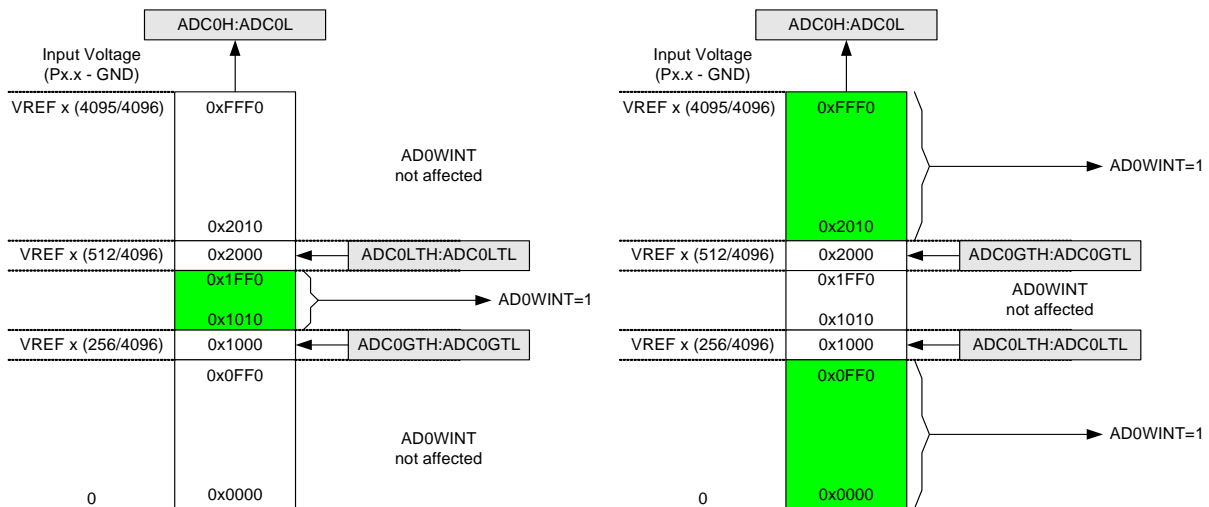 ADC0H:ADC0L
Input Voltage
(Px.x - GND)
VREF x (4095/4096)
0xFFF0
AD0WINT
not affected
0x2010
VREF x (512/4096)
0x2000
ADC0LTH:ADC0LTL
0x1FF0
AD0WINT=1
0x1010
VREF x (256/4096)
0x1000
ADC0GTH:ADC0GTL
0x0FF0
AD0WINT
not affected
0
0x0000
ADC0H:ADC0L
Input Voltage
(Px.x - GND)
VREF x (4095/4096)
0xFFF0
AD0WINT=1
0x2010
VREF x (512/4096)
0x2000
ADC0GTH:ADC0GTL
0x1FF0
AD0WINT
not affected
0x1010
VREF x (256/4096)
0x1000
ADC0LTH:ADC0LTL
0x0FF0
AD0WINT=1
0
0x0000